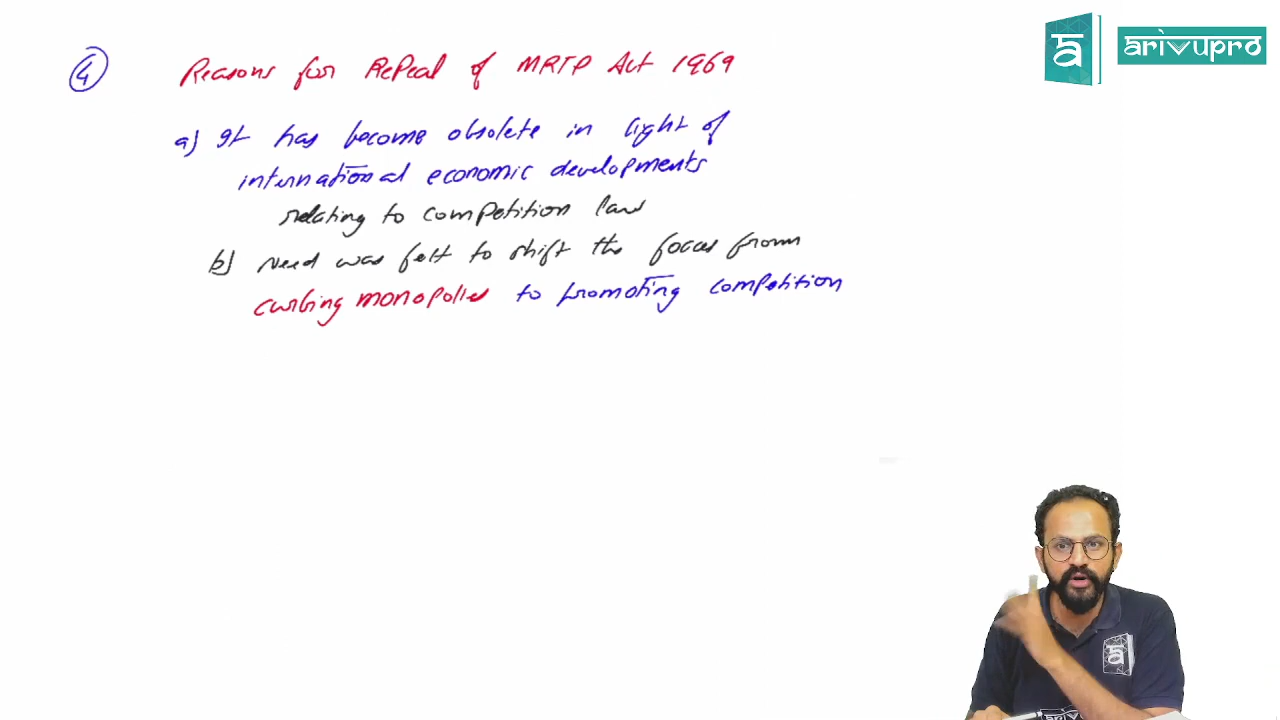 4
Reasons for Repeal of MRTP Act 1969
a) It has become obsolete in light of
international economic developments
relating to competition law
b) Need was felt to shift the focus from
curbing monopolies to promoting competition
arivupro